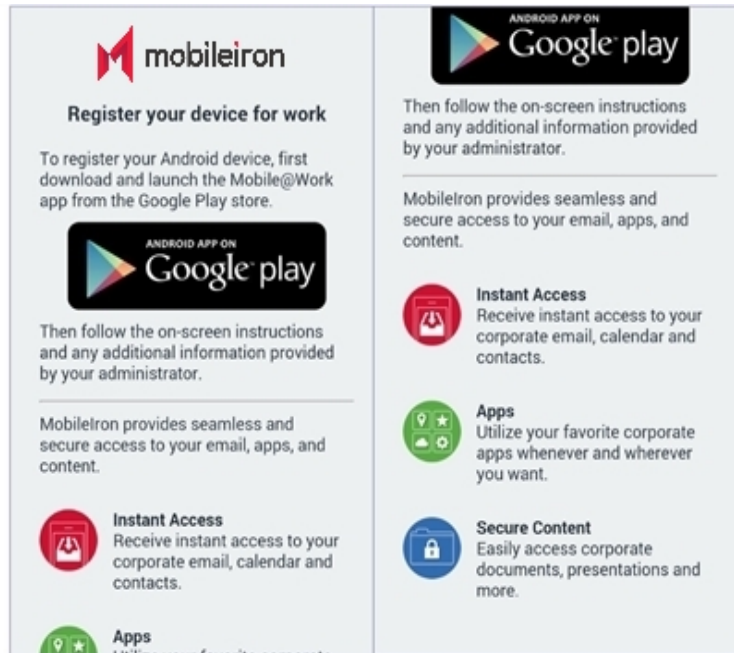 mobileiron
Register your device for work
To register your Android device, first
download and launch the Mobile@Work
app from the Google Play store.
ANDROID APP ON
Google play
Then follow the on-screen instructions
and any additional information provided
by your administrator.
MobileIron provides seamless and
secure access to your email, apps, and
content.
Instant Access
Receive instant access to your
corporate email, calendar and
contacts.
Apps
ANDROID APP ON
Google play
Then follow the on-screen instructions
and any additional information provided
by your administrator.
MobileIron provides seamless and
secure access to your email, apps, and
content.
Instant Access
Receive instant access to your
corporate email, calendar and
contacts.
Apps
Utilize your favorite corporate
apps whenever and wherever
you want.
Secure Content
Easily access corporate
documents, presentations and
more.